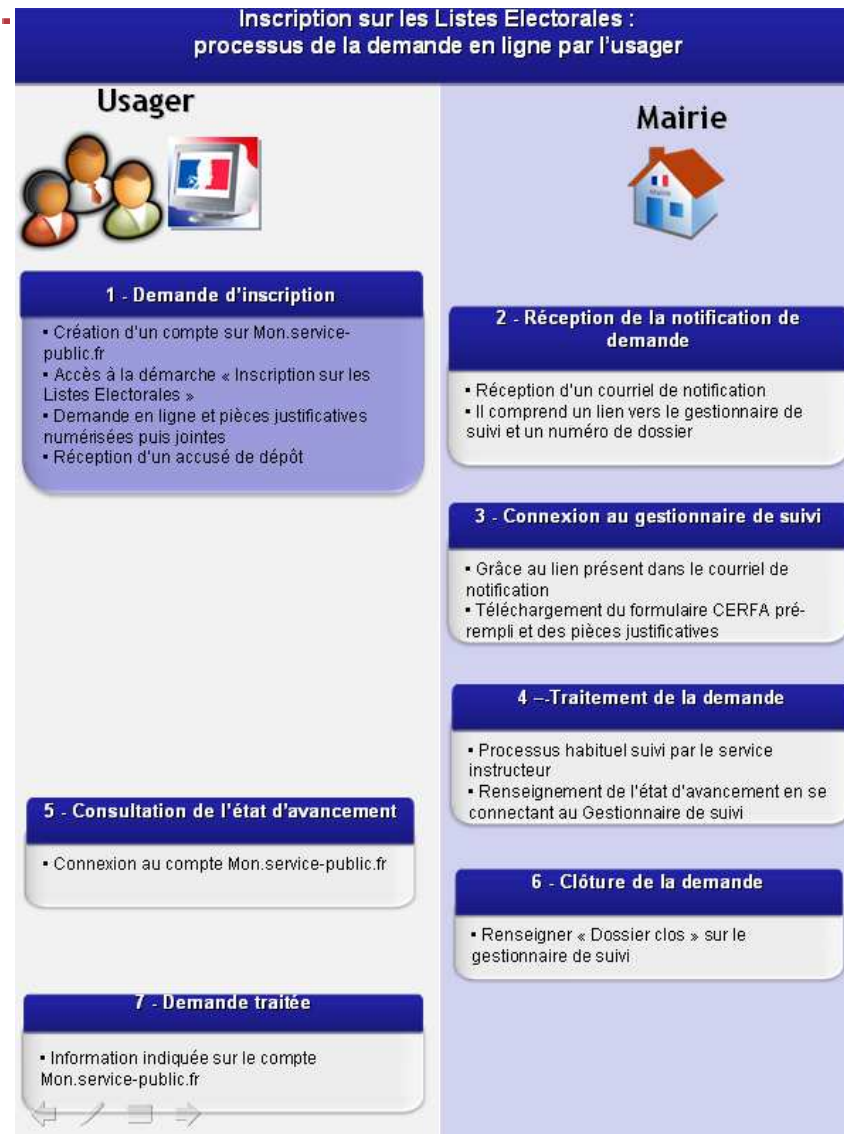 Inscription sur les Listes Electorales :
processus de la demande en ligne par l'usager
Usager
Mairie
1 - Demande d'inscription
▪ Création d'un compte sur Mon.service-
public.fr
▪ Accès à la démarche « Inscription sur les
Listes Electorales »
▪ Demande en ligne et pièces justificatives
numérisées puis jointes
▪ Réception d'un accusé de dépôt
2 - Réception de la notification de
demande
▪ Réception d'un courriel de notification
▪ Il comprend un lien vers le gestionnaire de
suivi et un numéro de dossier
3 - Connexion au gestionnaire de suivi
▪ Grâce au lien présent dans le courriel de
notification
▪ Téléchargement du formulaire CERFA pré-
rempli et des pièces justificatives
4 –-Traitement de la demande
▪ Processus habituel suivi par le service
instructeur
▪ Renseignement de l'état d'avancement en se
connectant au Gestionnaire de suivi
5 - Consultation de l'état d'avancement
▪ Connexion au compte Mon.service-public.fr
6 - Clôture de la demande
▪ Renseigner « Dossier clos » sur le
gestionnaire de suivi
7 - Demande traitée
▪ Information indiquée sur le compte
Mon.service-public.fr